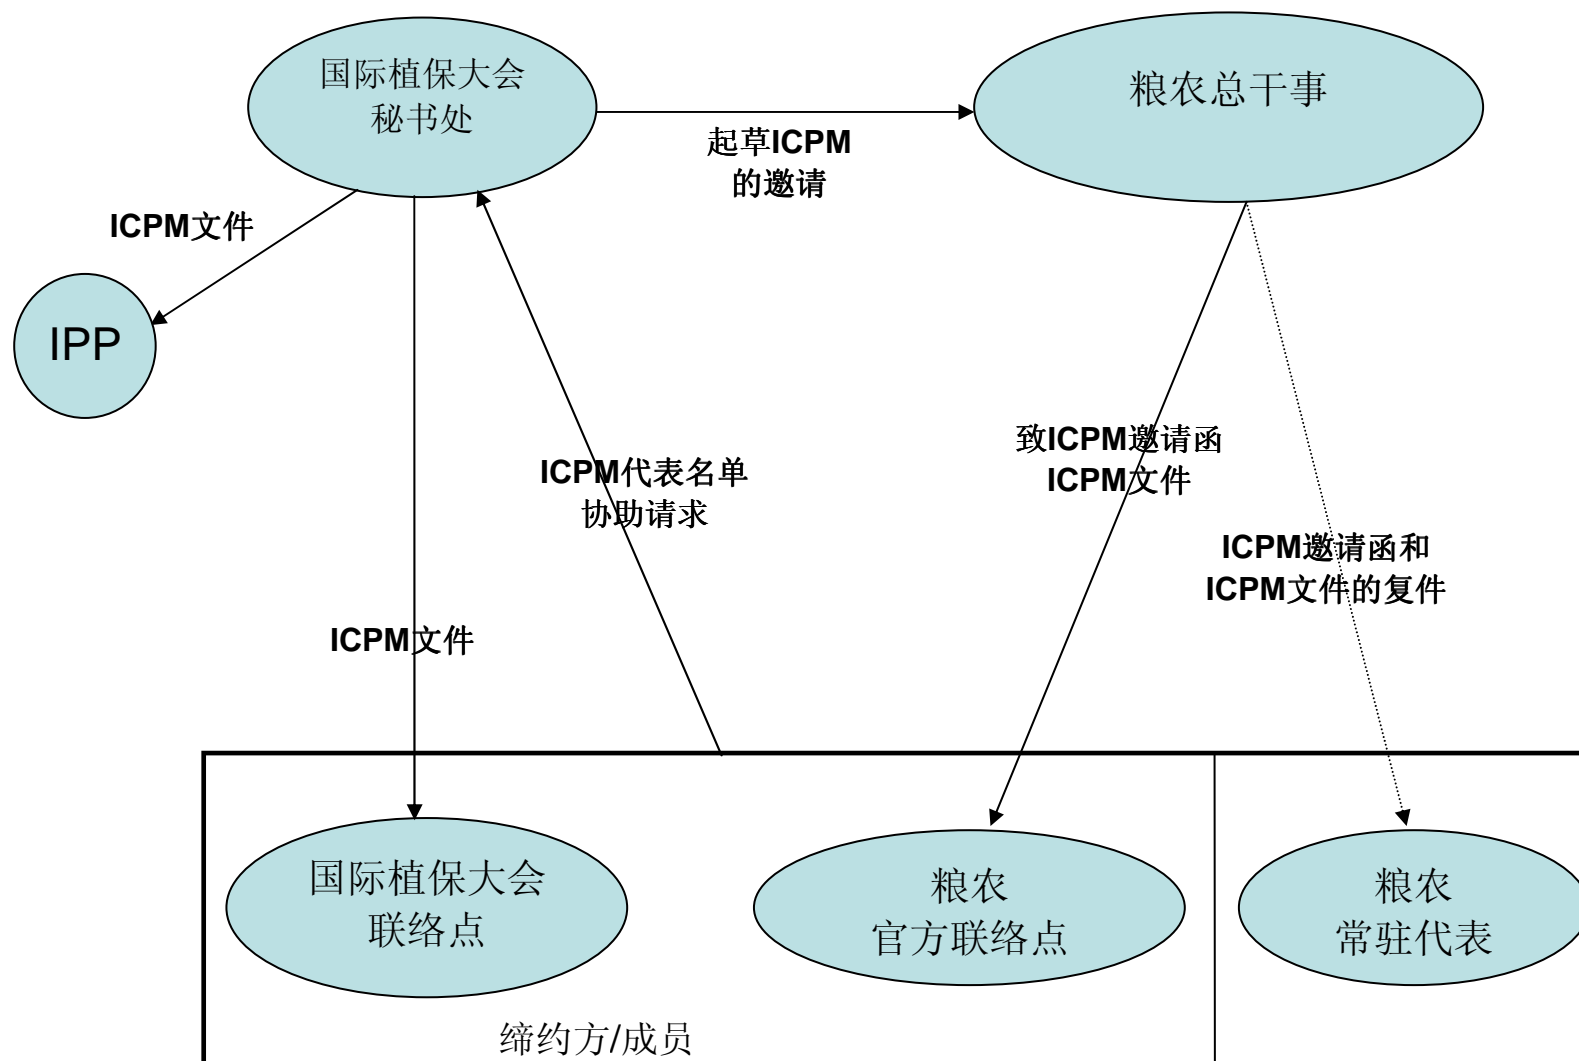 国际植保大会
秘书处
粮农总干事
起草ICPM
的邀请
ICPM文件
IPP
致ICPM邀请函
ICPM文件
ICPM代表名单
协助请求
ICPM邀请函和
ICPM文件的复件
ICPM文件
国际植保大会
联络点
粮农
官方联络点
粮农
常驻代表
缔约方/成员